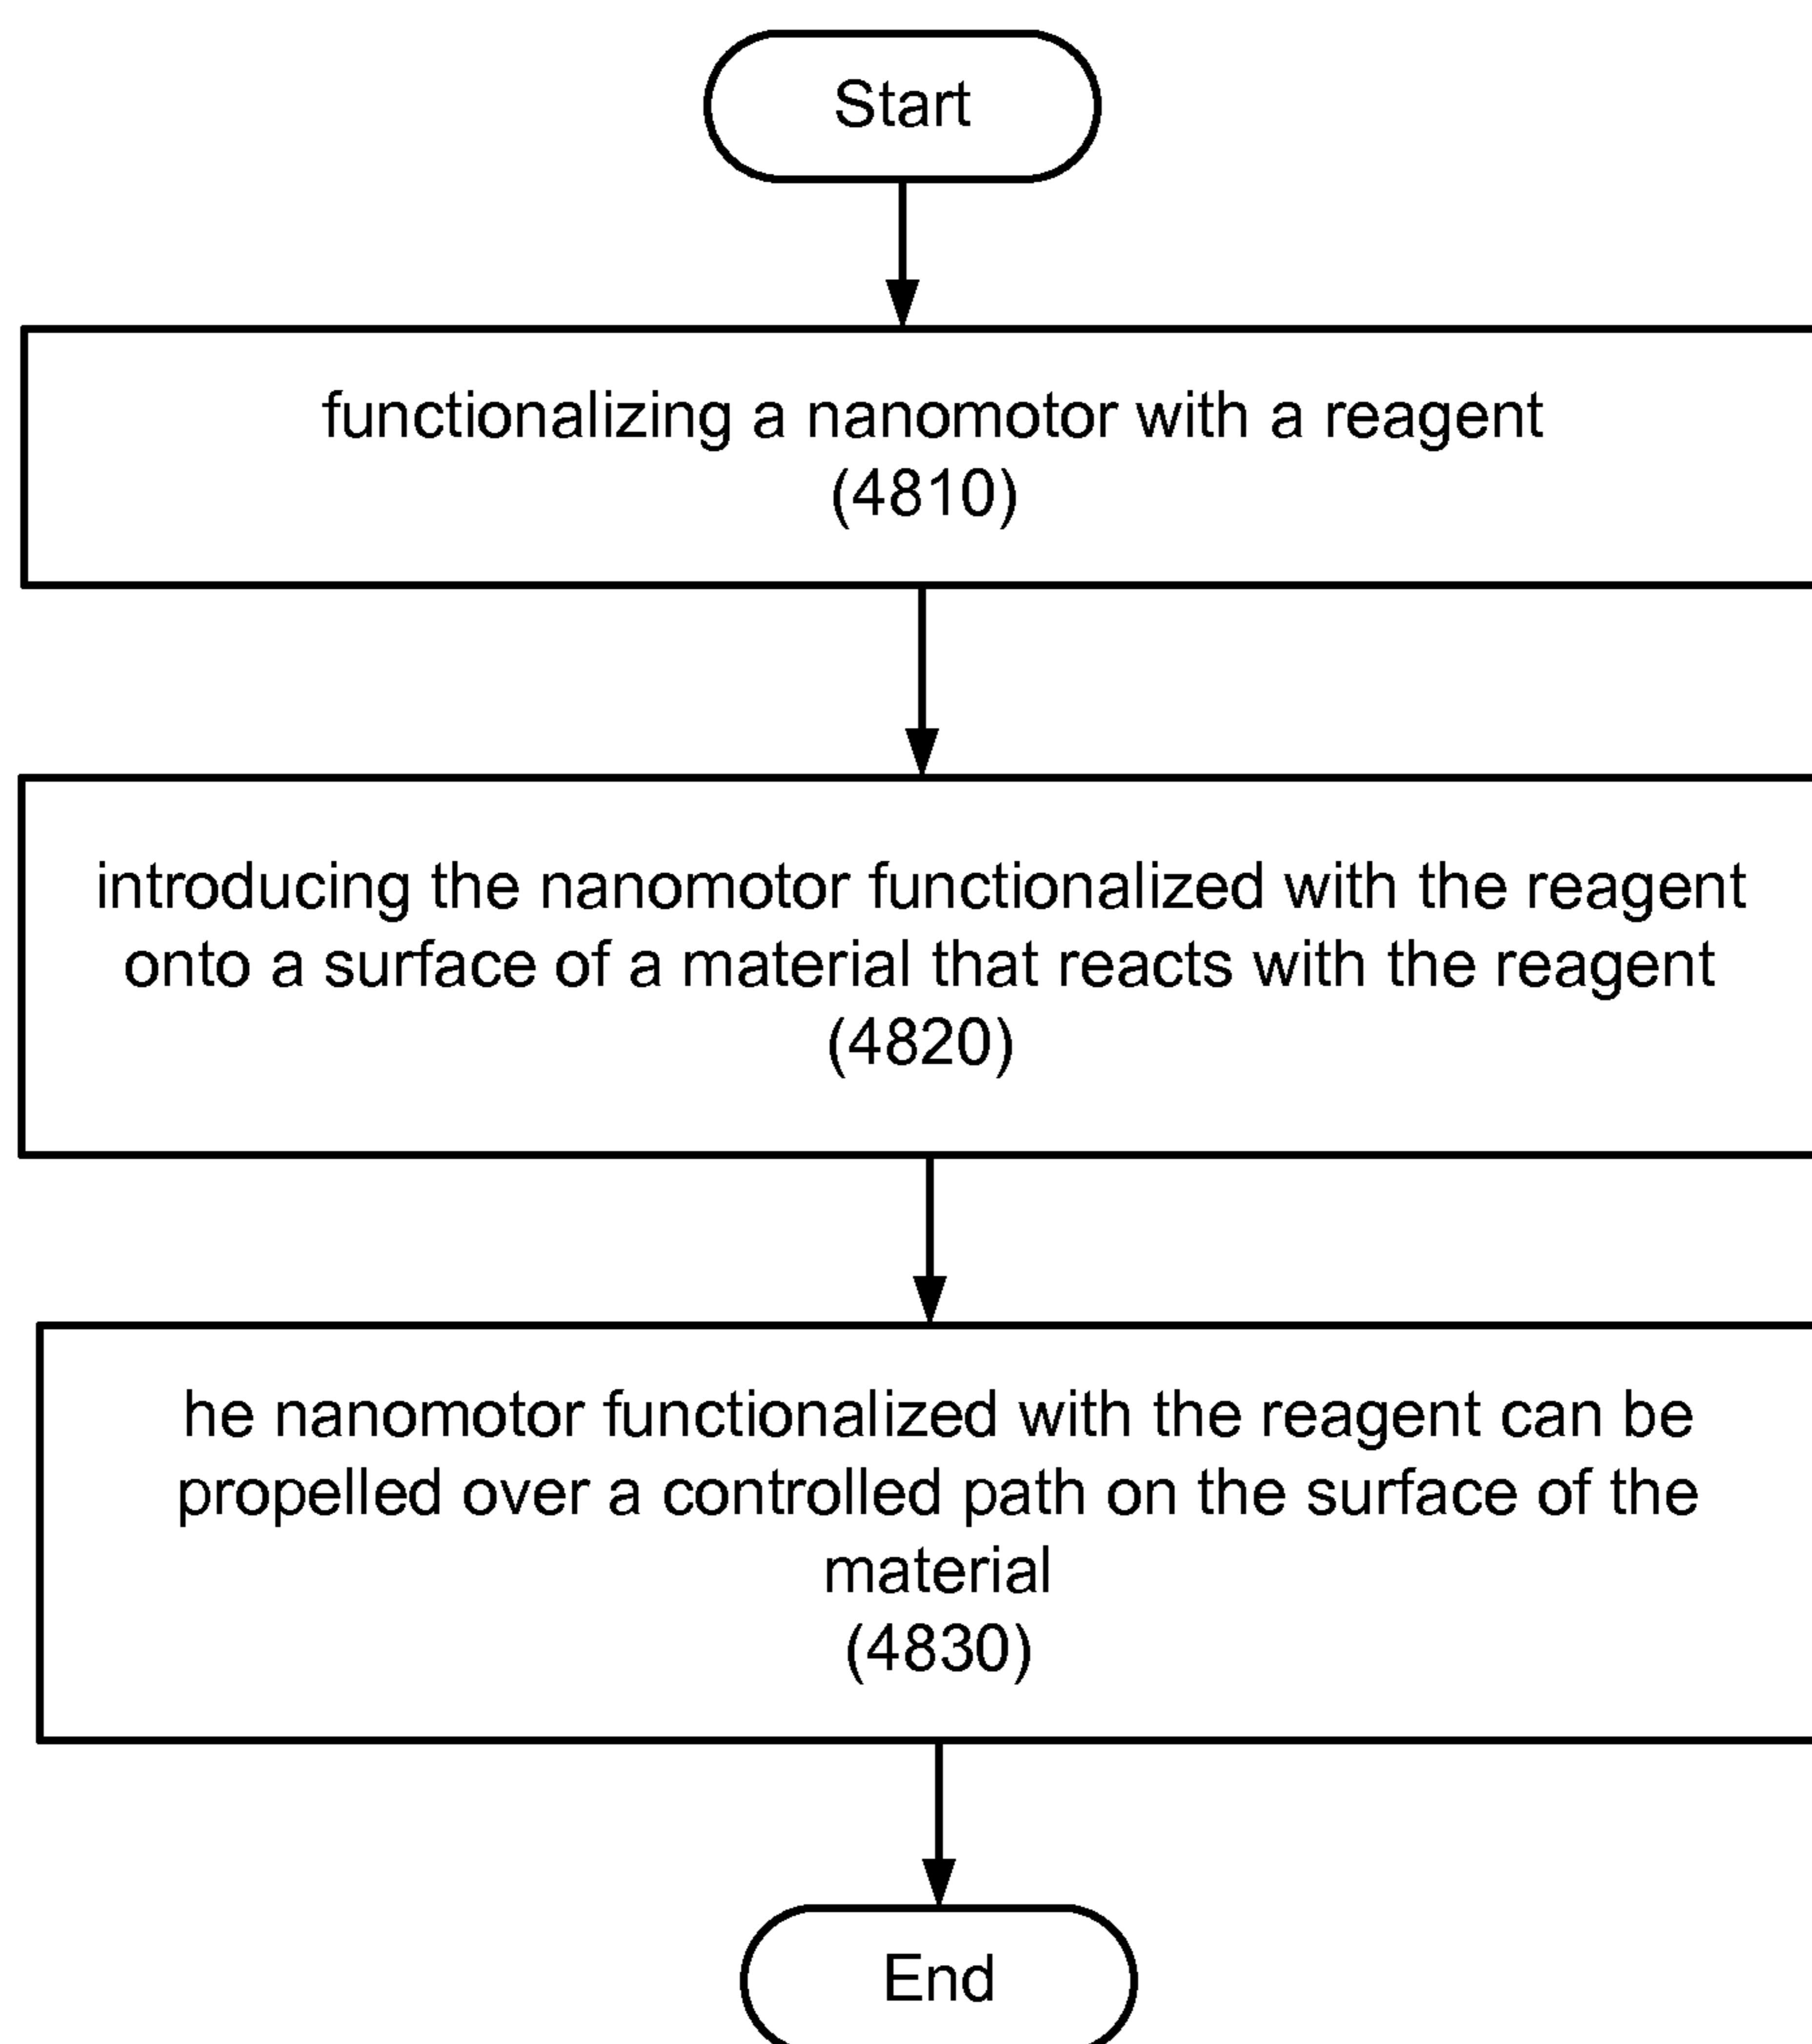 Start
functionalizing a nanomotor with a reagent
(4810)
introducing the nanomotor functionalized with the reagent
onto a surface of a material that reacts with the reagent
(4820)
he nanomotor functionalized with the reagent can be
propelled over a controlled path on the surface of the
material
(4830)
End